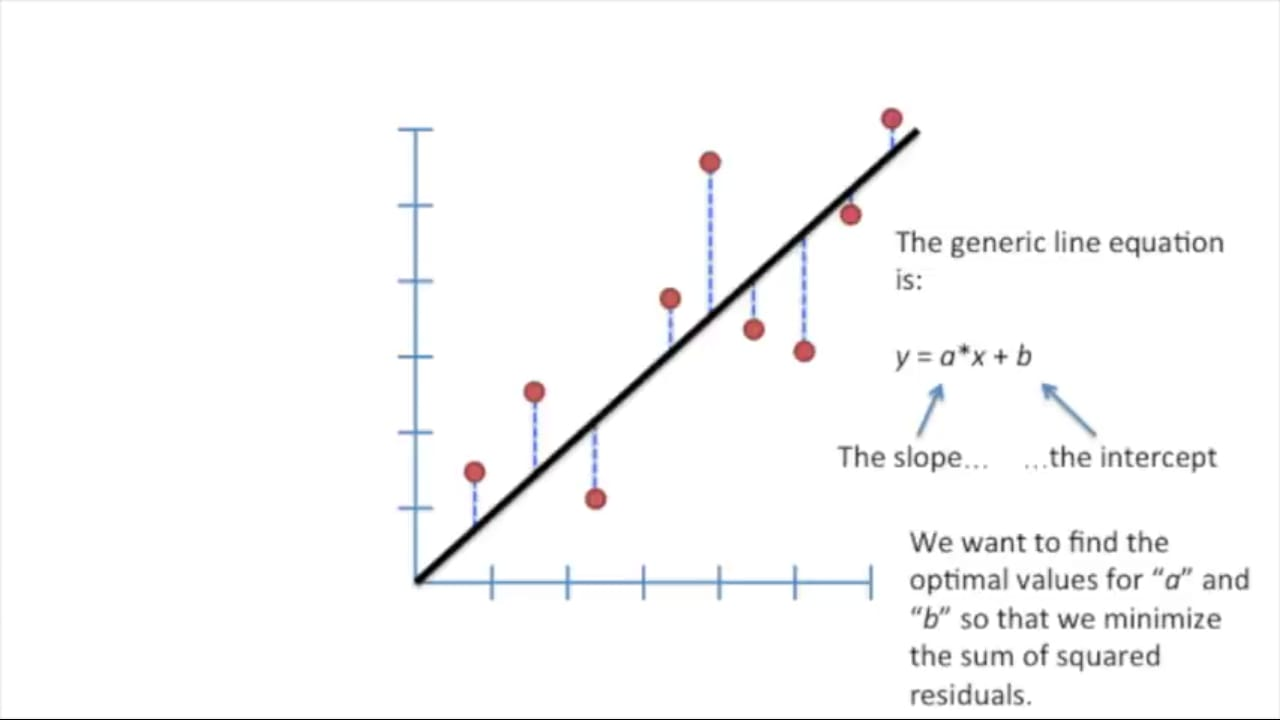 The generic line equation
is:
y = a*x + b
The slope… …the intercept
We want to find the
optimal values for “a” and
“b” so that we minimize
the sum of squared
residuals.